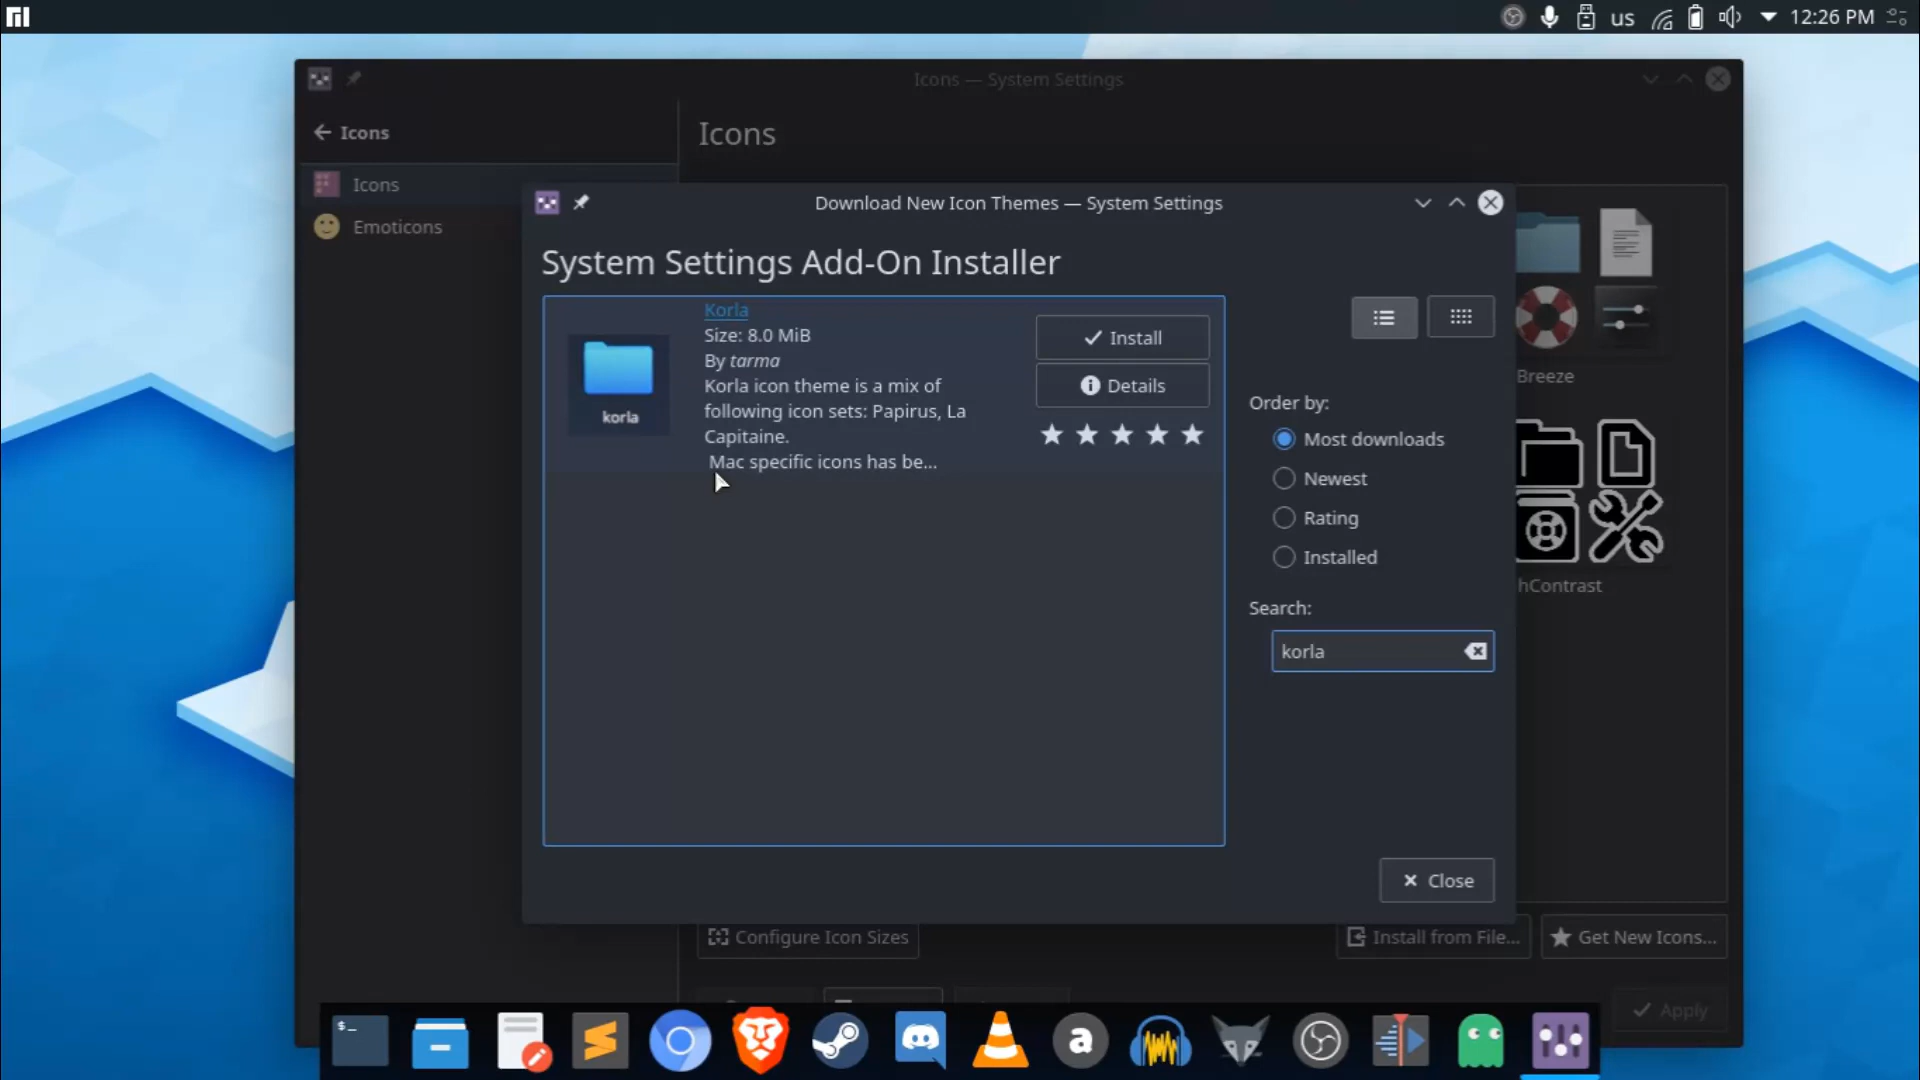 us
12:26 PM
Icons — System Settings
Icons
Icons
Icons
Emoticons
Download New Icon Themes — System Settings
System Settings Add-On Installer
Korla
Size: 8.0 MiB
By tarma
Korla icon theme is a mix of
following icon sets: Papirus, La
Capitaine.
Mac specific icons has be...
korla
Install
Details
Order by:
Most downloads
Newest
Rating
Installed
Search:
korla
Close
Breeze
hContrast
Configure Icon Sizes
Install from File...
Get New Icons...
Apply
$_
a